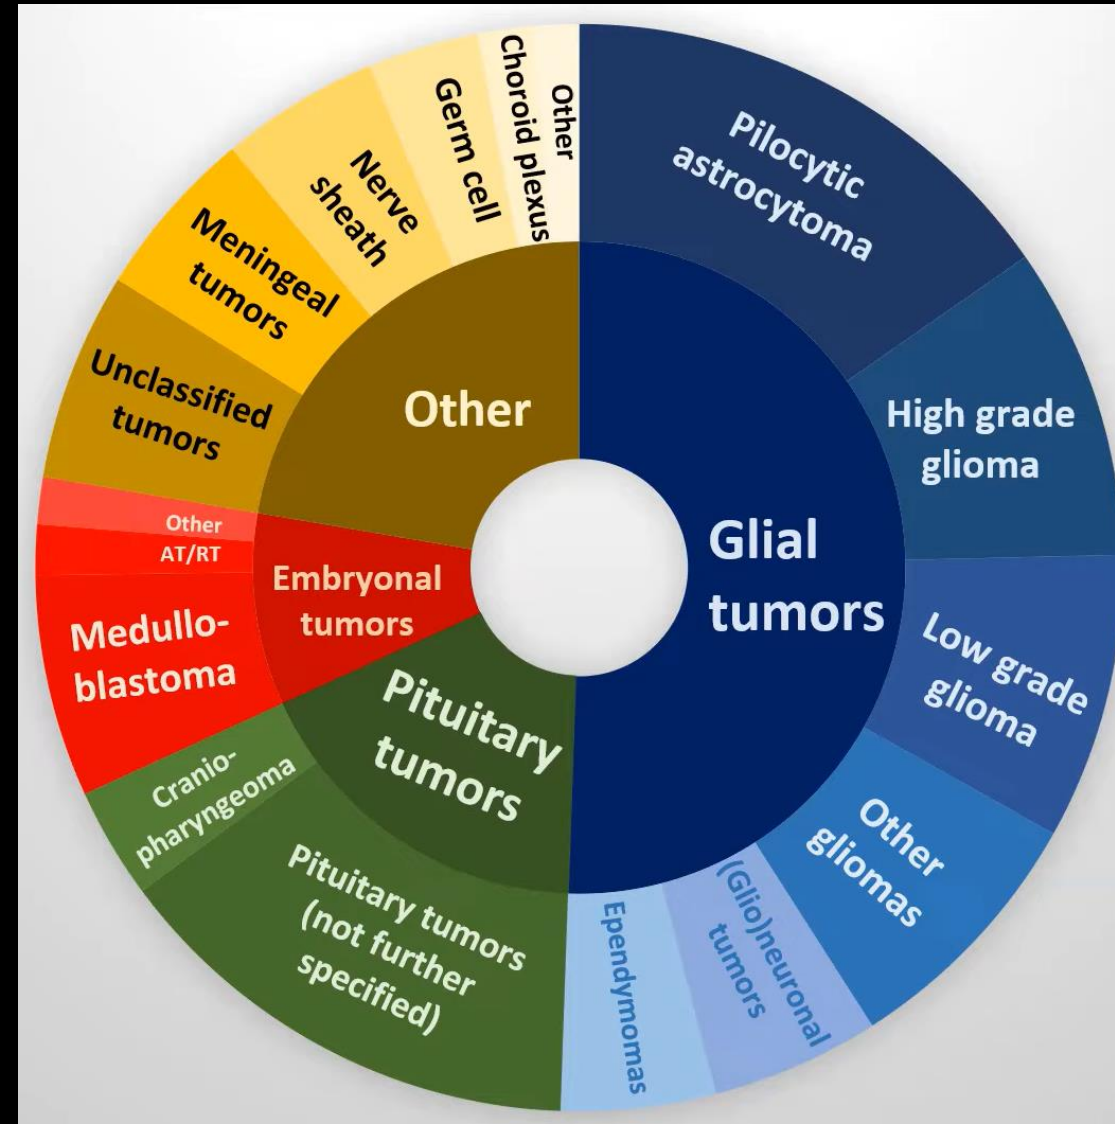 Pilocytic
astrocytoma
High grade
glioma
Low grade
glioma
Other
gliomas
(Glio)neuronal
tumors
Ependymomas
Pituitary tumors
(not further
specified)
Cranio-
pharyngeoma
Medullo-
blastoma
AT/RT
Other
Unclassified
tumors
Meningeal
tumors
Nerve
sheath
Germ cell
Choroid plexus
Other
Glial
tumors
Pituitary
tumors
Embryonal
tumors
Other